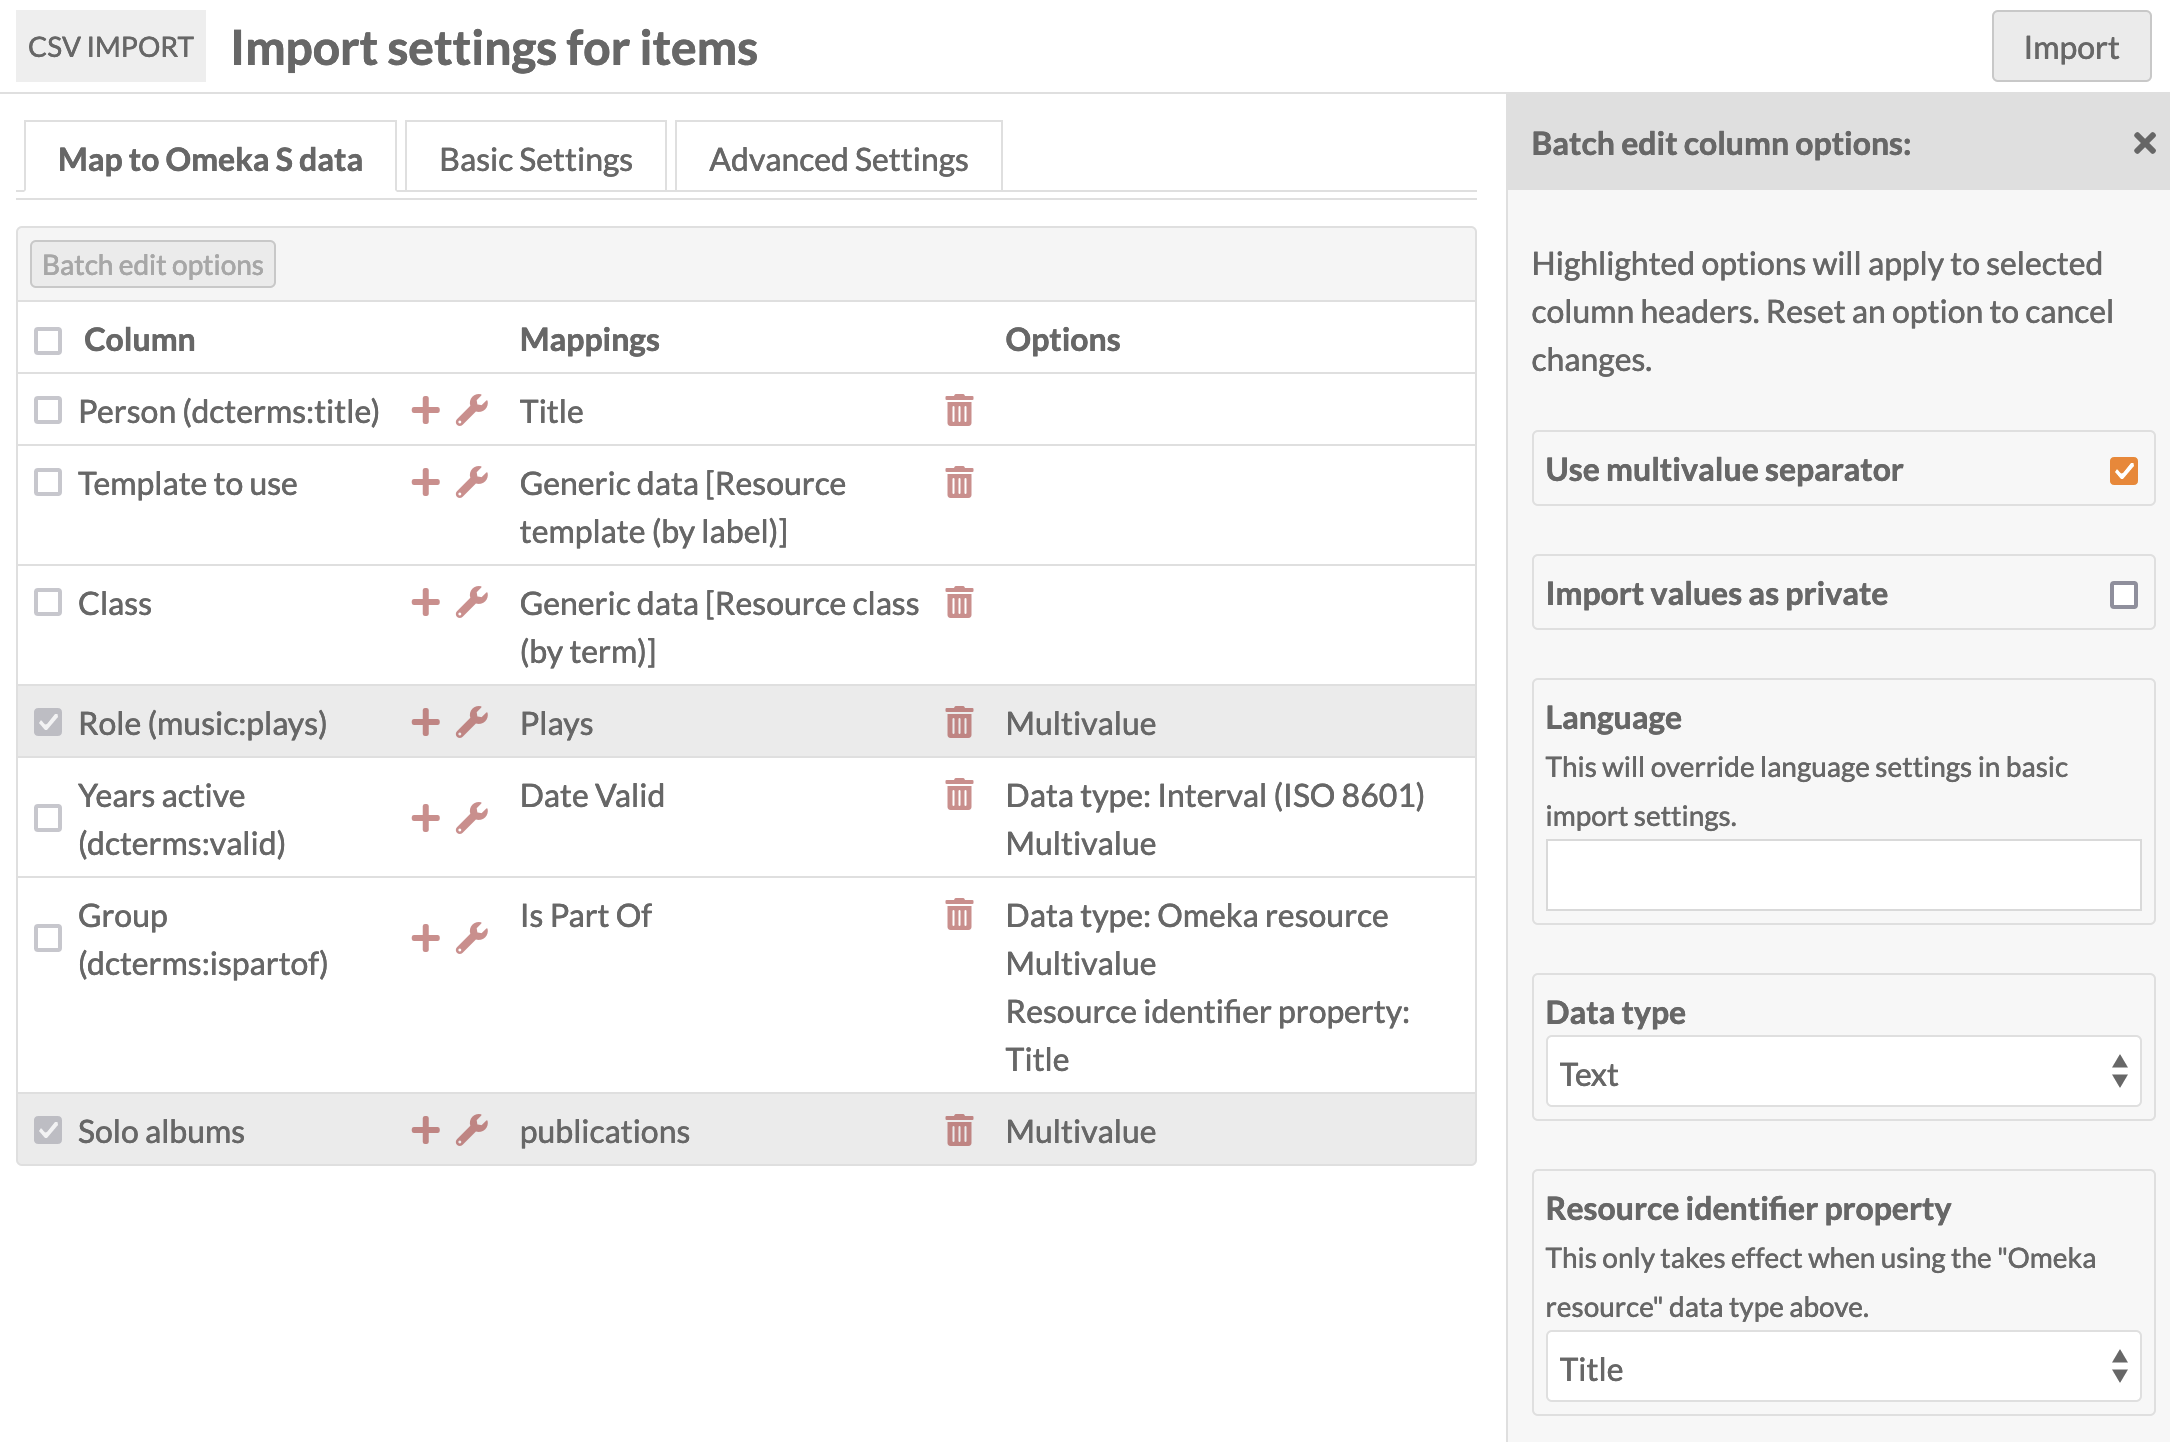 CSV IMPORT Import settings for items Import
Map to Omeka S data Basic Settings Advanced Settings
Batch edit options
Column Mappings Options
Person (dcterms:title) Title
Template to use Generic data [Resource
template (by label)]
Class Generic data [Resource class
(by term)]
Role (music:plays) Plays Multivalue
Years active Date Valid Data type: Interval (ISO 8601)
(dcterms:valid) Multivalue
Group Is Part Of Data type: Omeka resource
(dcterms:ispartof) Multivalue
Resource identifier property:
Title
Solo albums publications Multivalue
Batch edit column options:
Highlighted options will apply to selected
column headers. Reset an option to cancel
changes.
Use multivalue separator
Import values as private
Language
This will override language settings in basic
import settings.
Data type
Text
Resource identifier property
This only takes effect when using the "Omeka
resource" data type above.
Title